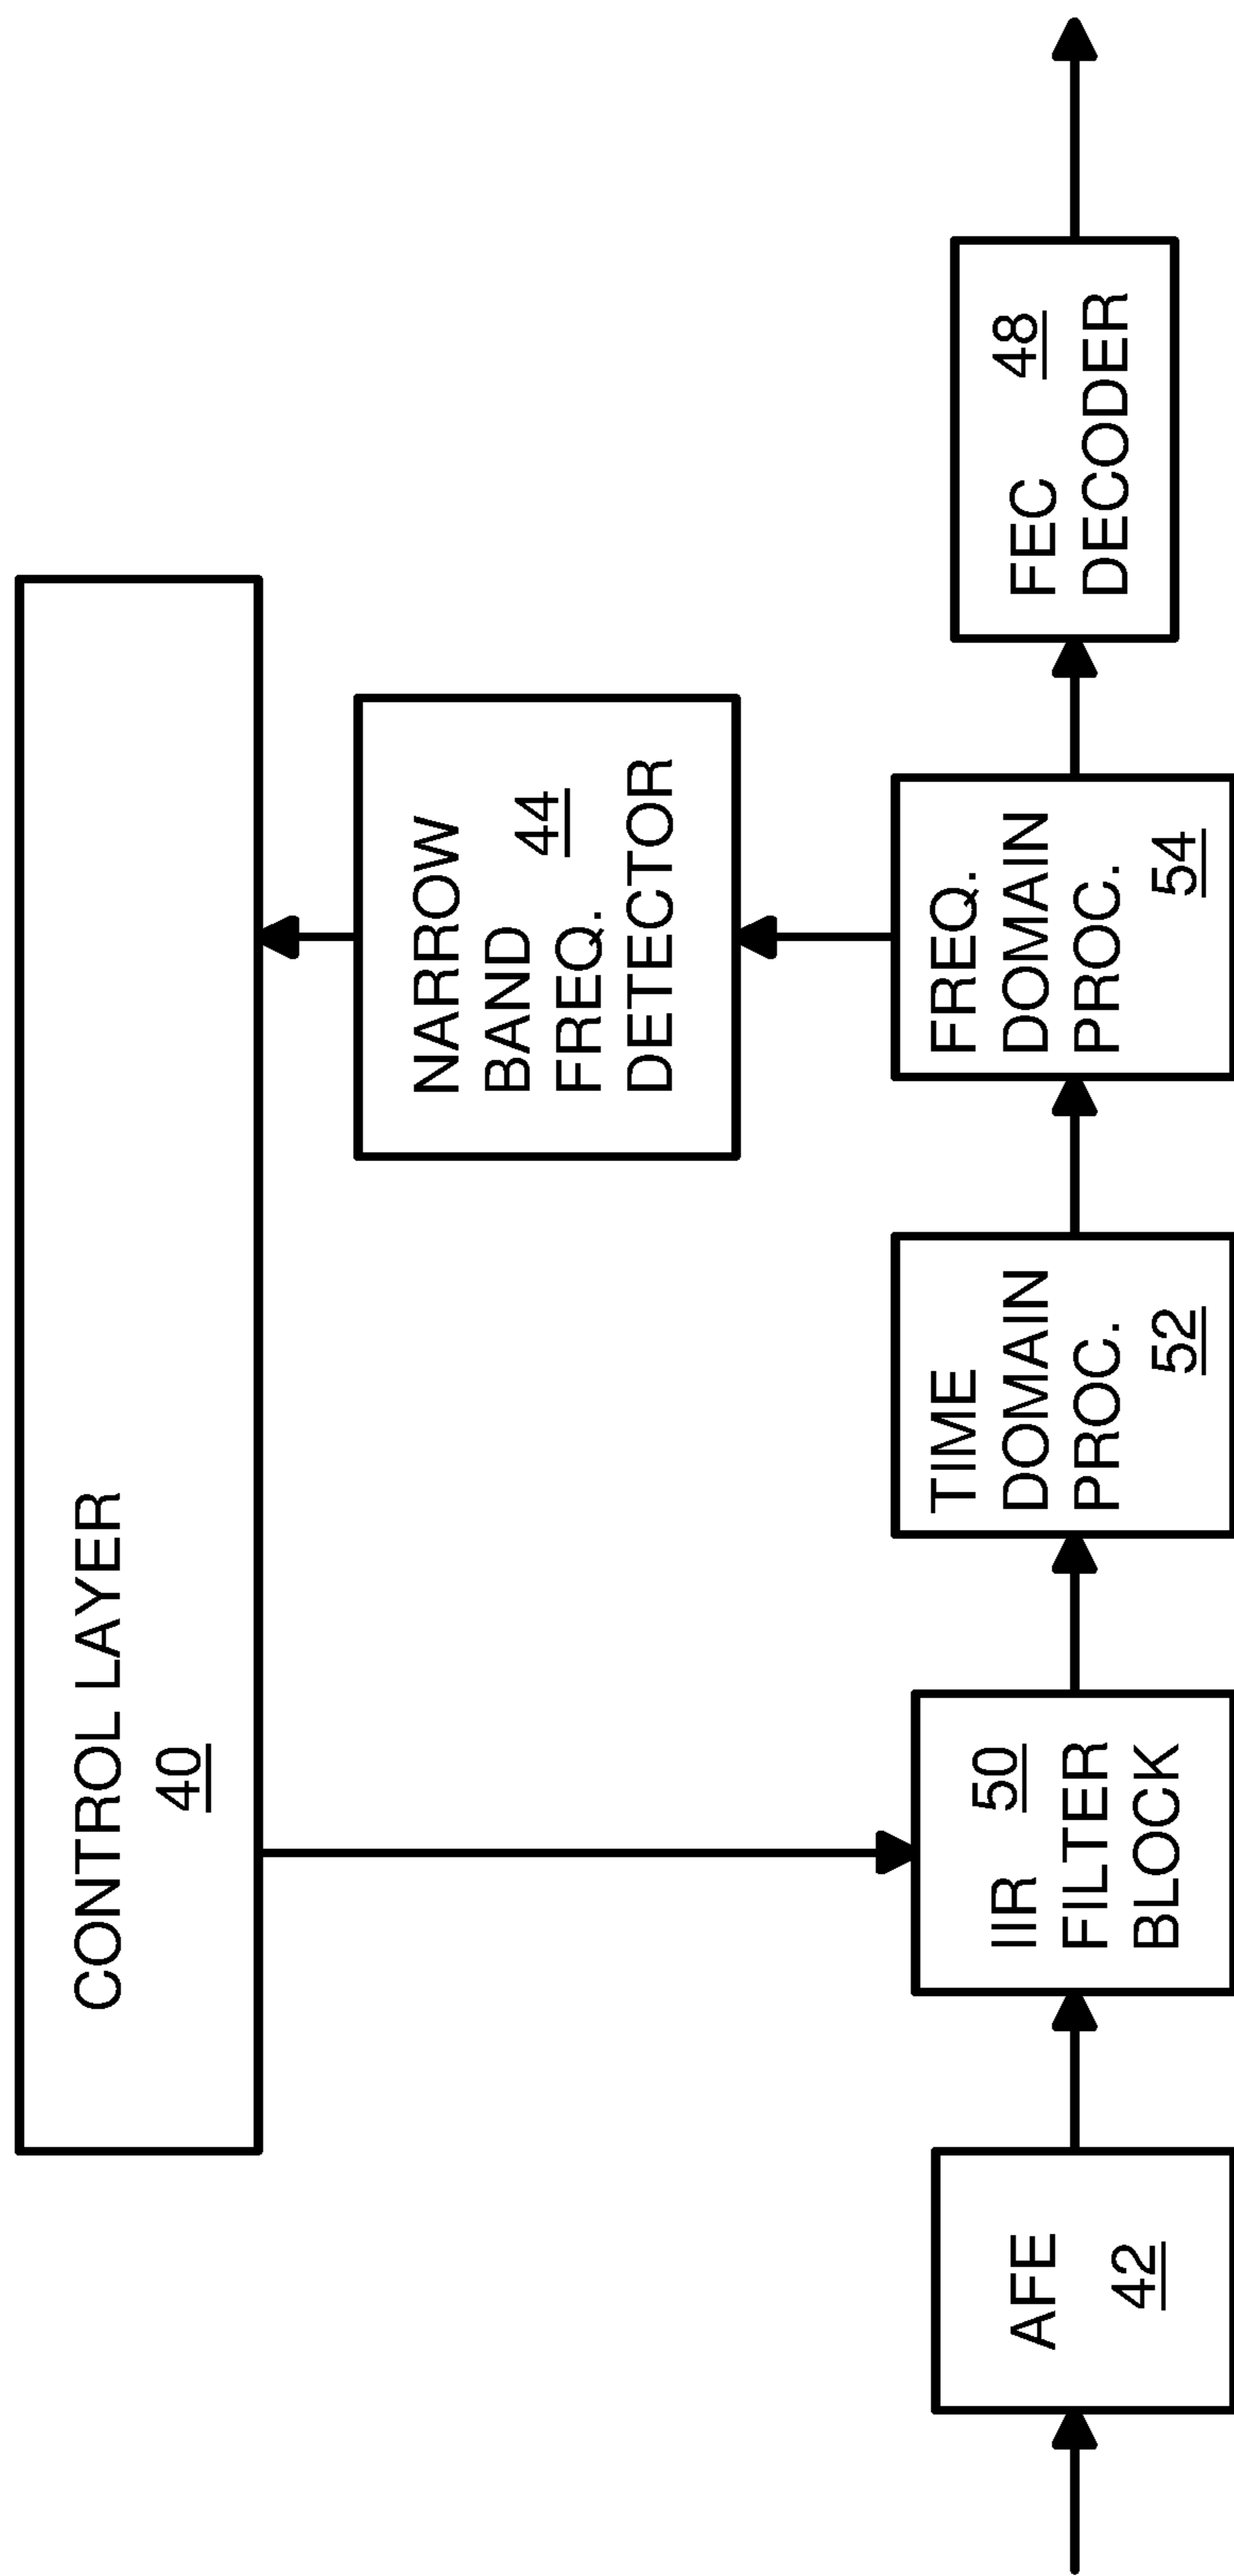 CONTROL LAYER
40
NARROW
BAND 44
FREQ.
DETECTOR
AFE
42
IIR 50
FILTER
BLOCK
TIME
DOMAIN
PROC.
52
FREQ.
DOMAIN
PROC.
54
FEC 48
DECODER